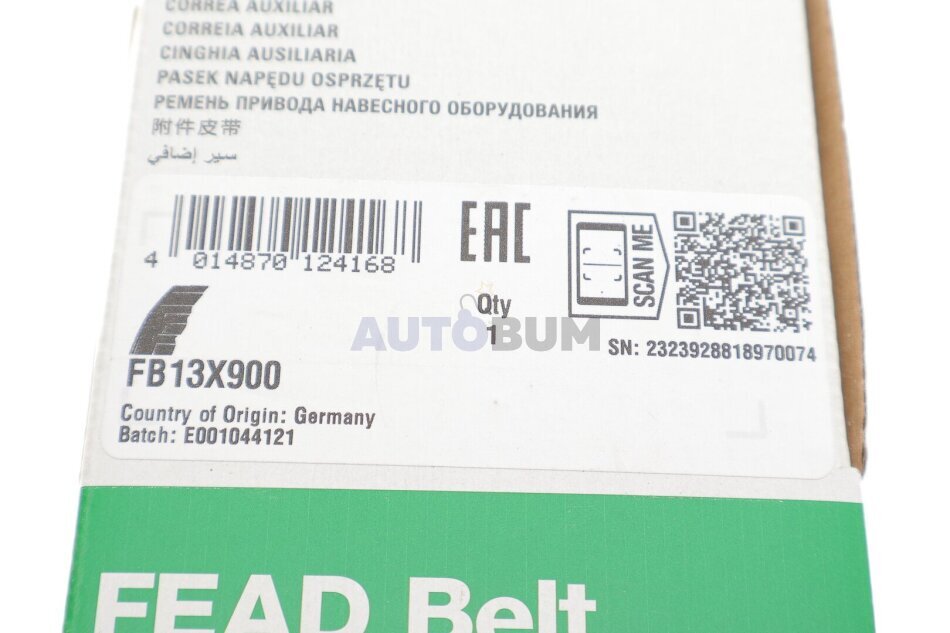 CORREA AUXILIAR
CORREIA AUXILIAR
CINGHIA AUSILIARIA
PASEK NAPĘDU OSPRZĘTU
РЕМЕНЬ ПРИВОДА НАВЕСНОГО ОБОРУДОВАНИЯ
附件皮带
سير إضافي
4 014870 124168
EAC
SCAN ME
Qty
1
AUTOBUM
SN: 2323928818970074
FB13X900
Country of Origin: Germany
Batch: E001044121
FEAD Belt